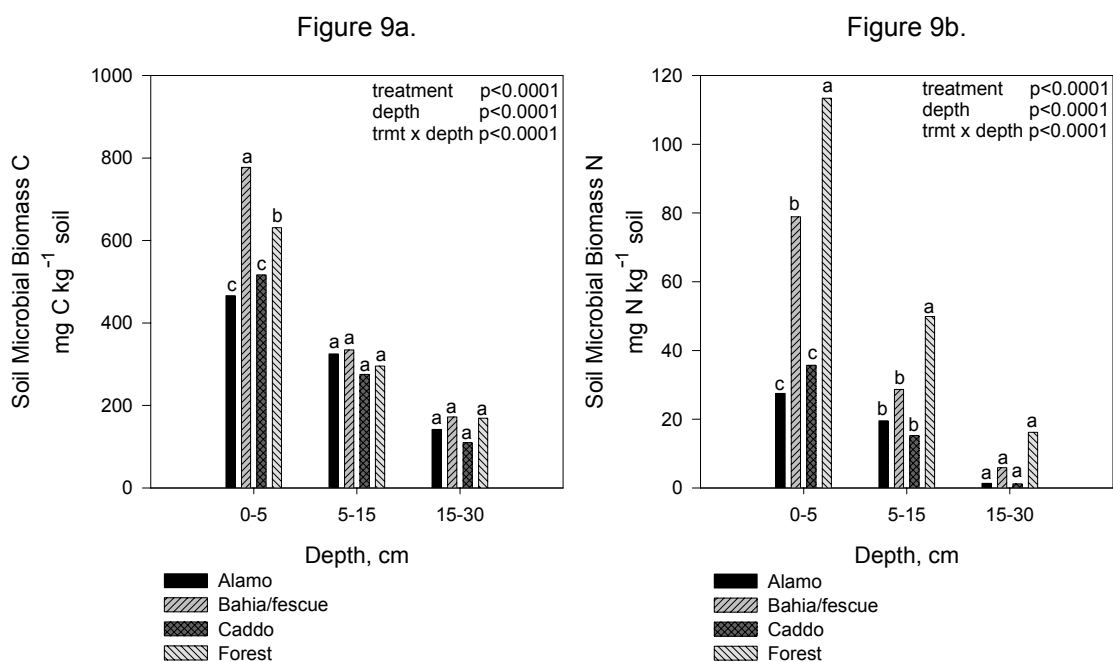 Figure 9a.
Soil Microbial Biomass C
mg C kg⁻¹ soil
1000
800
600
400
200
0
treatment p<0.0001
depth p<0.0001
trmt x depth p<0.0001
c a c b
a a a a
a a a a
0-5 5-15 15-30
Depth, cm
Alamo
Bahia/fescue
Caddo
Forest
Figure 9b.
Soil Microbial Biomass N
mg N kg⁻¹ soil
120
100
80
60
40
20
0
treatment p<0.0001
depth p<0.0001
trmt x depth p<0.0001
c b c a
b b b a
a a a a
0-5 5-15 15-30
Depth, cm
Alamo
Bahia/fescue
Caddo
Forest